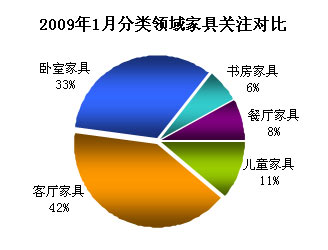 2009年1月分类领域家具关注对比
卧室家具
33%
书房家具
6%
餐厅家具
8%
儿童家具
11%
客厅家具
42%